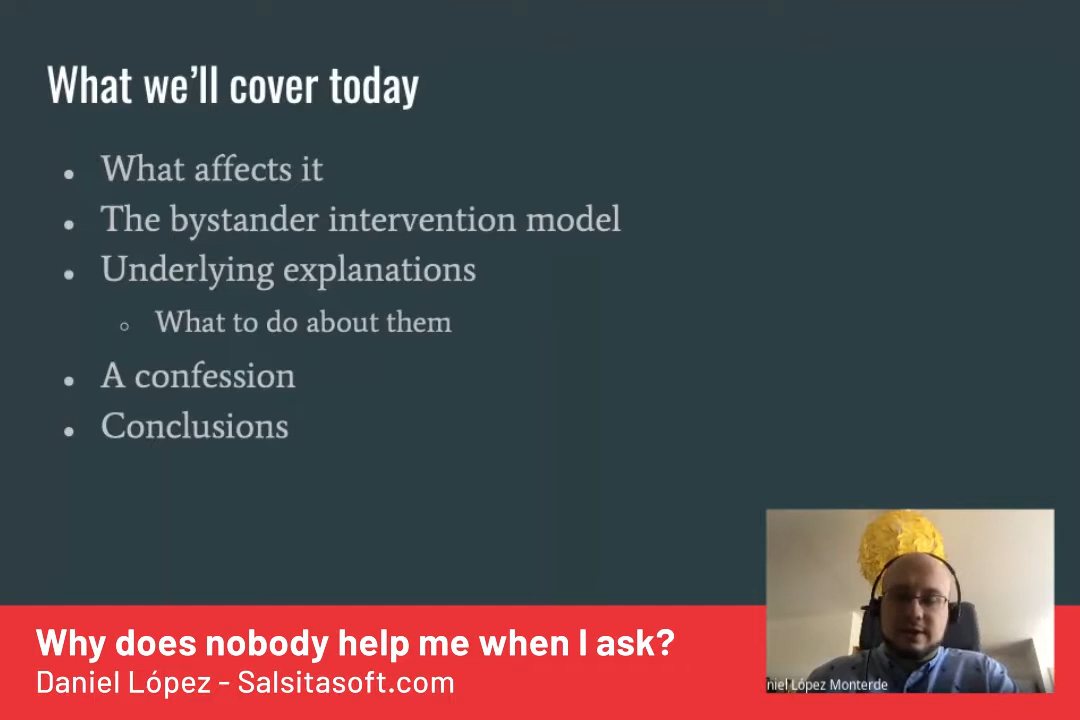 What we'll cover today
What affects it
The bystander intervention model
Underlying explanations
What to do about them
A confession
Conclusions
Why does nobody help me when I ask?
Daniel López - Salsitasoft.com
niel López Monterde